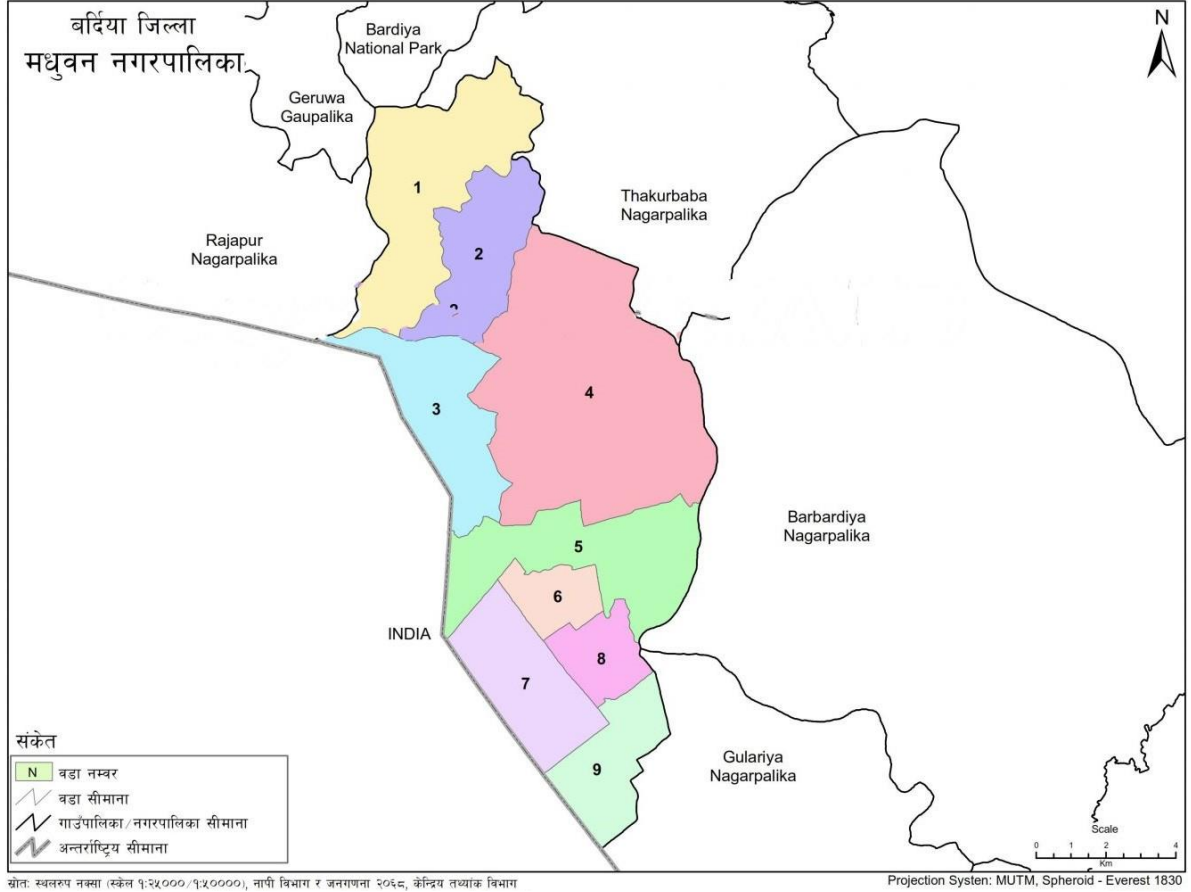 बर्दिया जिल्ला
मधुवन नगरपालिका
N
Bardiya
National Park
Geruwa
Gaupalika
1
Thakurbaba
Nagarpalika
Rajapur
Nagarpalika
2
3
4
Barbardiya
Nagarpalika
5
6
INDIA
8
7
9
Gulariya
Nagarpalika
संकेत
N वडा नम्बर
वडा सीमाना
गाउँपालिका/नगरपालिका सीमाना
अन्तर्राष्ट्रिय सीमाना
Scale
0 1 2 4
Km
स्रोत: स्थलरुप नक्सा (स्केल १:२५०००/१:५००००), नापी विभाग र जनगणना २०६८, केन्द्रिय तथ्यांक विभाग
Projection Systen: MUTM, Spheroid - Everest 1830